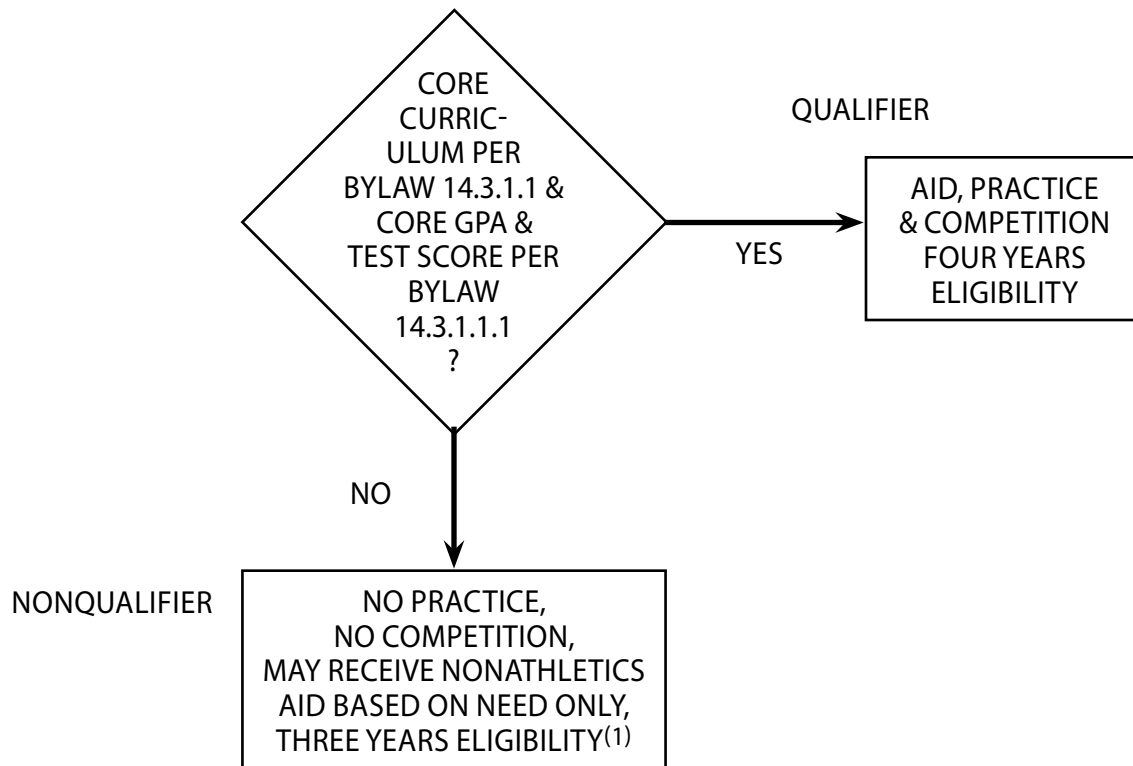 CORE
CURRIC-
ULUM PER
BYLAW 14.3.1.1 &
CORE GPA &
TEST SCORE PER
BYLAW
14.3.1.1.1
?
QUALIFIER
YES
AID, PRACTICE
& COMPETITION
FOUR YEARS
ELIGIBILITY
NO
NONQUALIFIER
NO PRACTICE,
NO COMPETITION,
MAY RECEIVE NONATHLETICS
AID BASED ON NEED ONLY,
THREE YEARS ELIGIBILITY(1)